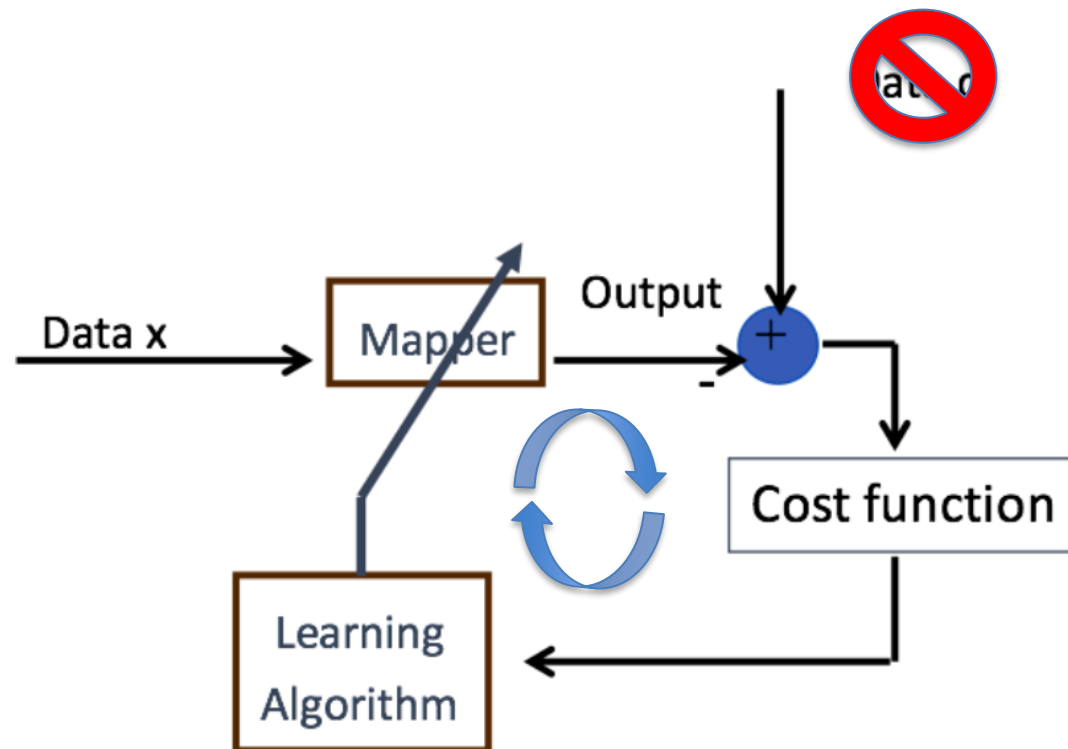 Data x
Mapper
Output
+
-
Cost function
Learning
Algorithm